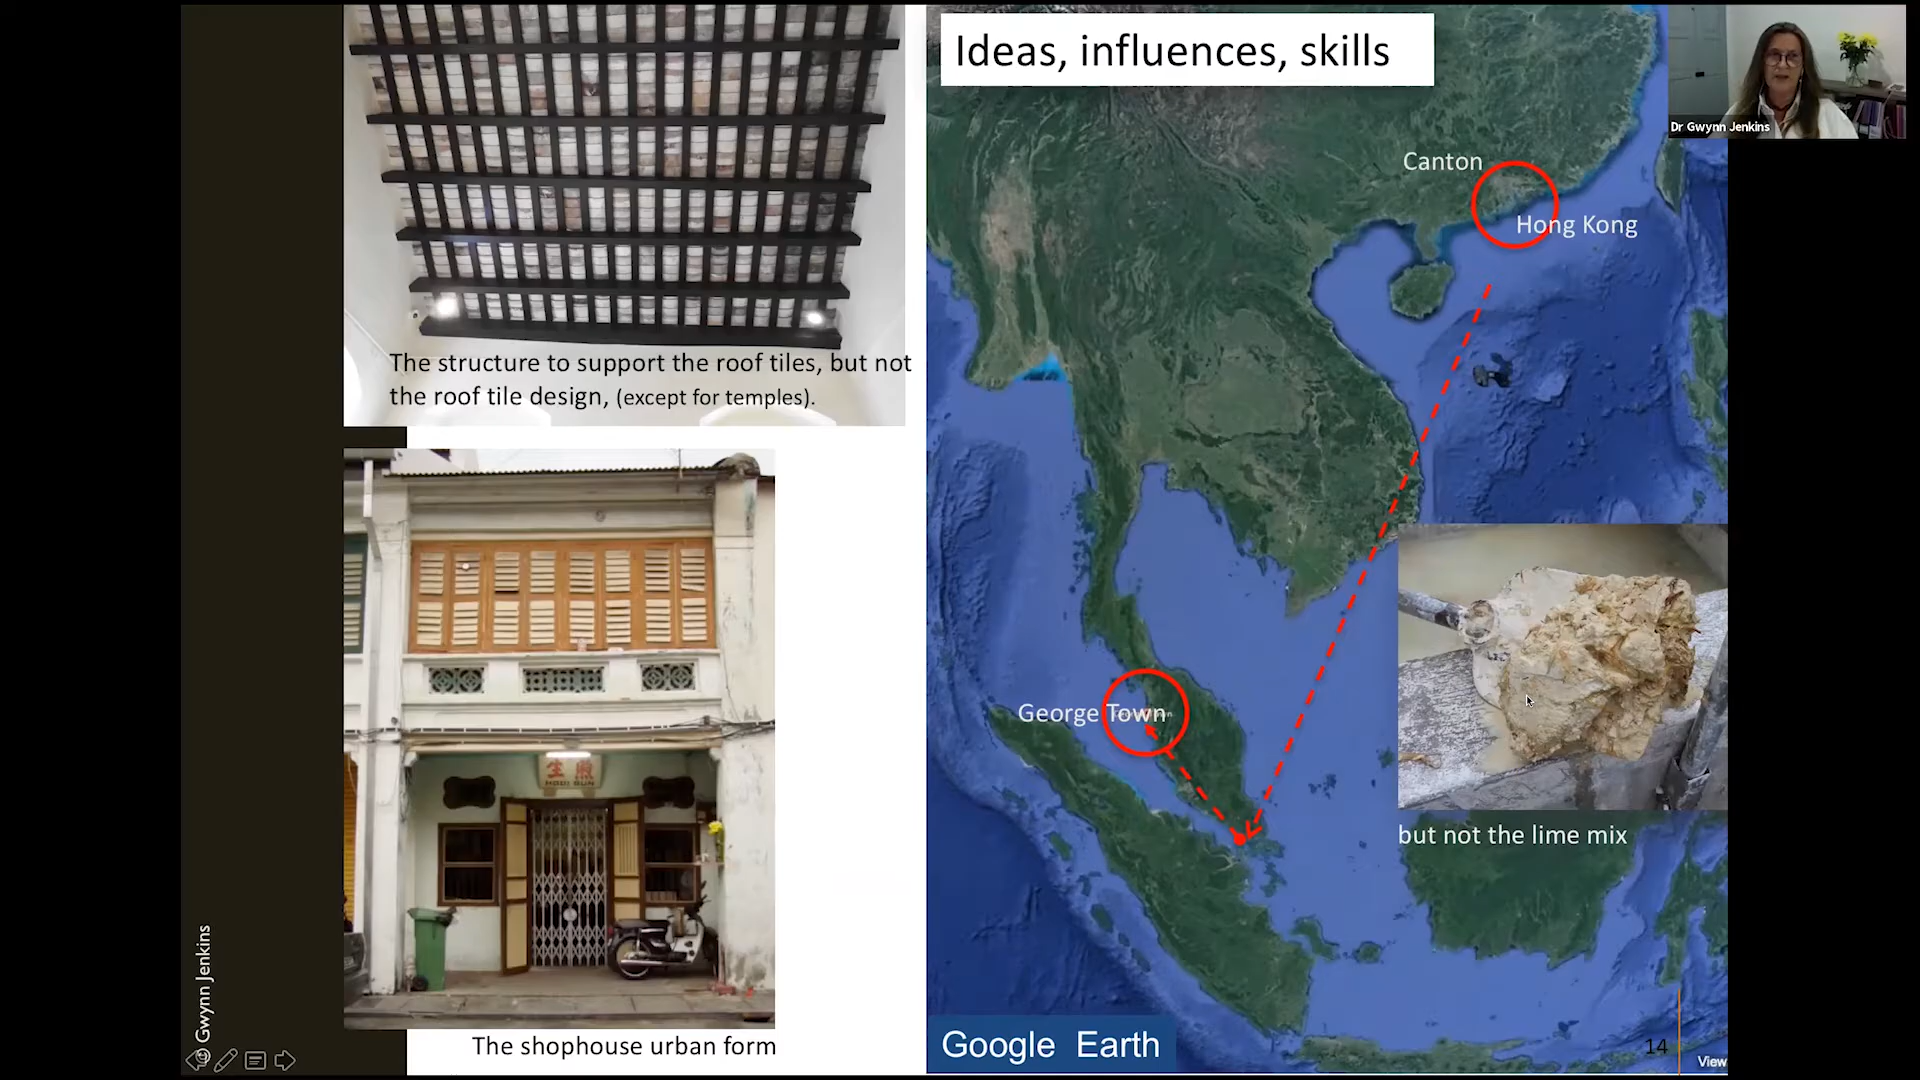 Ideas, influences, skills
Dr Gwynn Jenkins
Canton
Hong Kong
The structure to support the roof tiles, but not
the roof tile design, (except for temples).
George Town
生 煎
but not the lime mix
© Gwynn Jenkins
The shophouse urban form
Google Earth
14
View